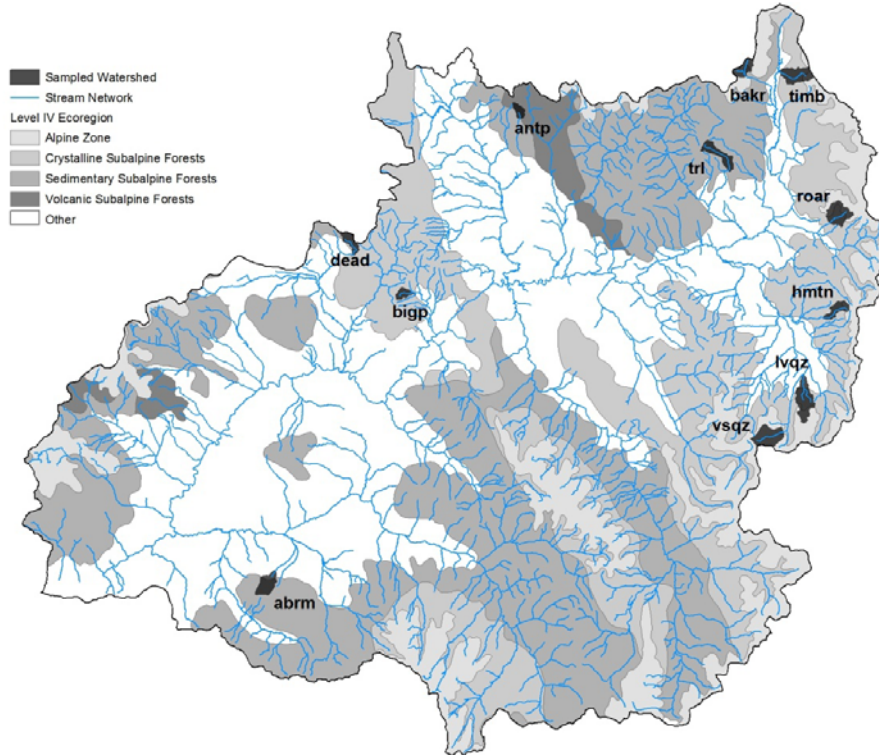 Sampled Watershed
Stream Network
Level IV Ecoregion
Alpine Zone
Crystalline Subalpine Forests
Sedimentary Subalpine Forests
Volcanic Subalpine Forests
Other
bakr
timb
antp
trl
roar
dead
hmtn
bigp
lvqz
vsqz
abrm